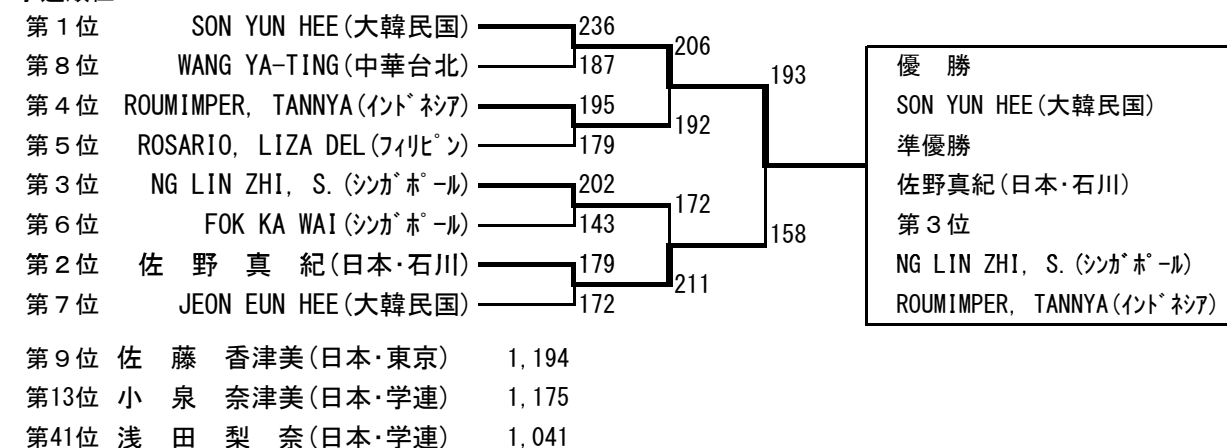 第１位 SON YUN HEE(大韓民国) 236
206
第８位 WANG YA-TING(中華台北) 187
193
第４位 ROUMIMPER, TANNYA(ｲﾝﾄﾞﾈｼｱ) 195
192
第５位 ROSARIO, LIZA DEL(ﾌｨﾘﾋﾟﾝ) 179
第３位 NG LIN ZHI, S.(ｼﾝｶﾞﾎﾟｰﾙ) 202
172
第６位 FOK KA WAI(ｼﾝｶﾞﾎﾟｰﾙ) 143
158
第２位 佐 野 真 紀(日本･石川) 179
211
第７位 JEON EUN HEE(大韓民国) 172
優 勝
SON YUN HEE(大韓民国)
準優勝
佐野真紀(日本･石川)
第３位
NG LIN ZHI, S.(ｼﾝｶﾞﾎﾟｰﾙ)
ROUMIMPER, TANNYA(ｲﾝﾄﾞﾈｼｱ)
第９位 佐 藤 香津美(日本･東京) 1,194
第13位 小 泉 奈津美(日本･学連) 1,175
第41位 浅 田 梨 奈(日本･学連) 1,041